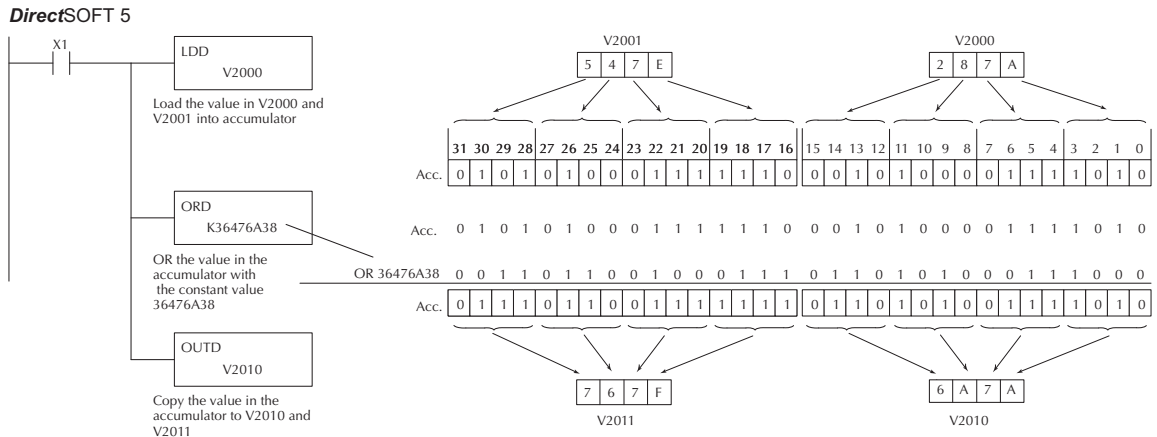 DirectSOFT 5
X1
LDD
V2000
Load the value in V2000 and
V2001 into accumulator
ORD
K36476A38
OR the value in the
accumulator with
the constant value
36476A38
OUTD
V2010
Copy the value in the
accumulator to V2010 and
V2011
V2001
5 4 7 E
V2000
2 8 7 A
31 30 29 28 27 26 25 24 23 22 21 20 19 18 17 16 15 14 13 12 11 10 9 8 7 6 5 4 3 2 1 0
Acc. 0 1 0 1 0 1 0 0 0 1 1 1 1 1 1 0 0 0 1 0 1 0 0 0 0 1 1 1 1 0 1 0
Acc. 0 1 0 1 0 1 0 0 0 1 1 1 1 1 1 0 0 0 1 0 1 0 0 0 0 1 1 1 1 0 1 0
OR 36476A38 0 0 1 1 0 1 1 0 0 1 0 0 0 1 1 1 0 1 1 0 1 0 1 0 0 0 1 1 1 0 0 0
Acc. 0 1 1 1 0 1 1 0 0 1 1 1 1 1 1 1 0 1 1 0 1 0 1 0 0 1 1 1 1 0 1 0
7 6 7 F
V2011
6 A 7 A
V2010